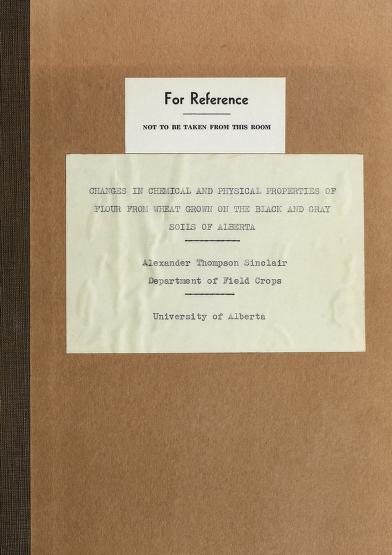 For Reference
NOT TO BE TAKEN FROM THIS ROOM
CHANGES IN CHEMICAL AND PHYSICAL PROPERTIES OF
FLOUR FROM WHEAT GROWN ON THE BLACK AND GRAY
SOILS OF ALBERTA
Alexander Thompson Sinclair
Department of Field Crops
University of Alberta